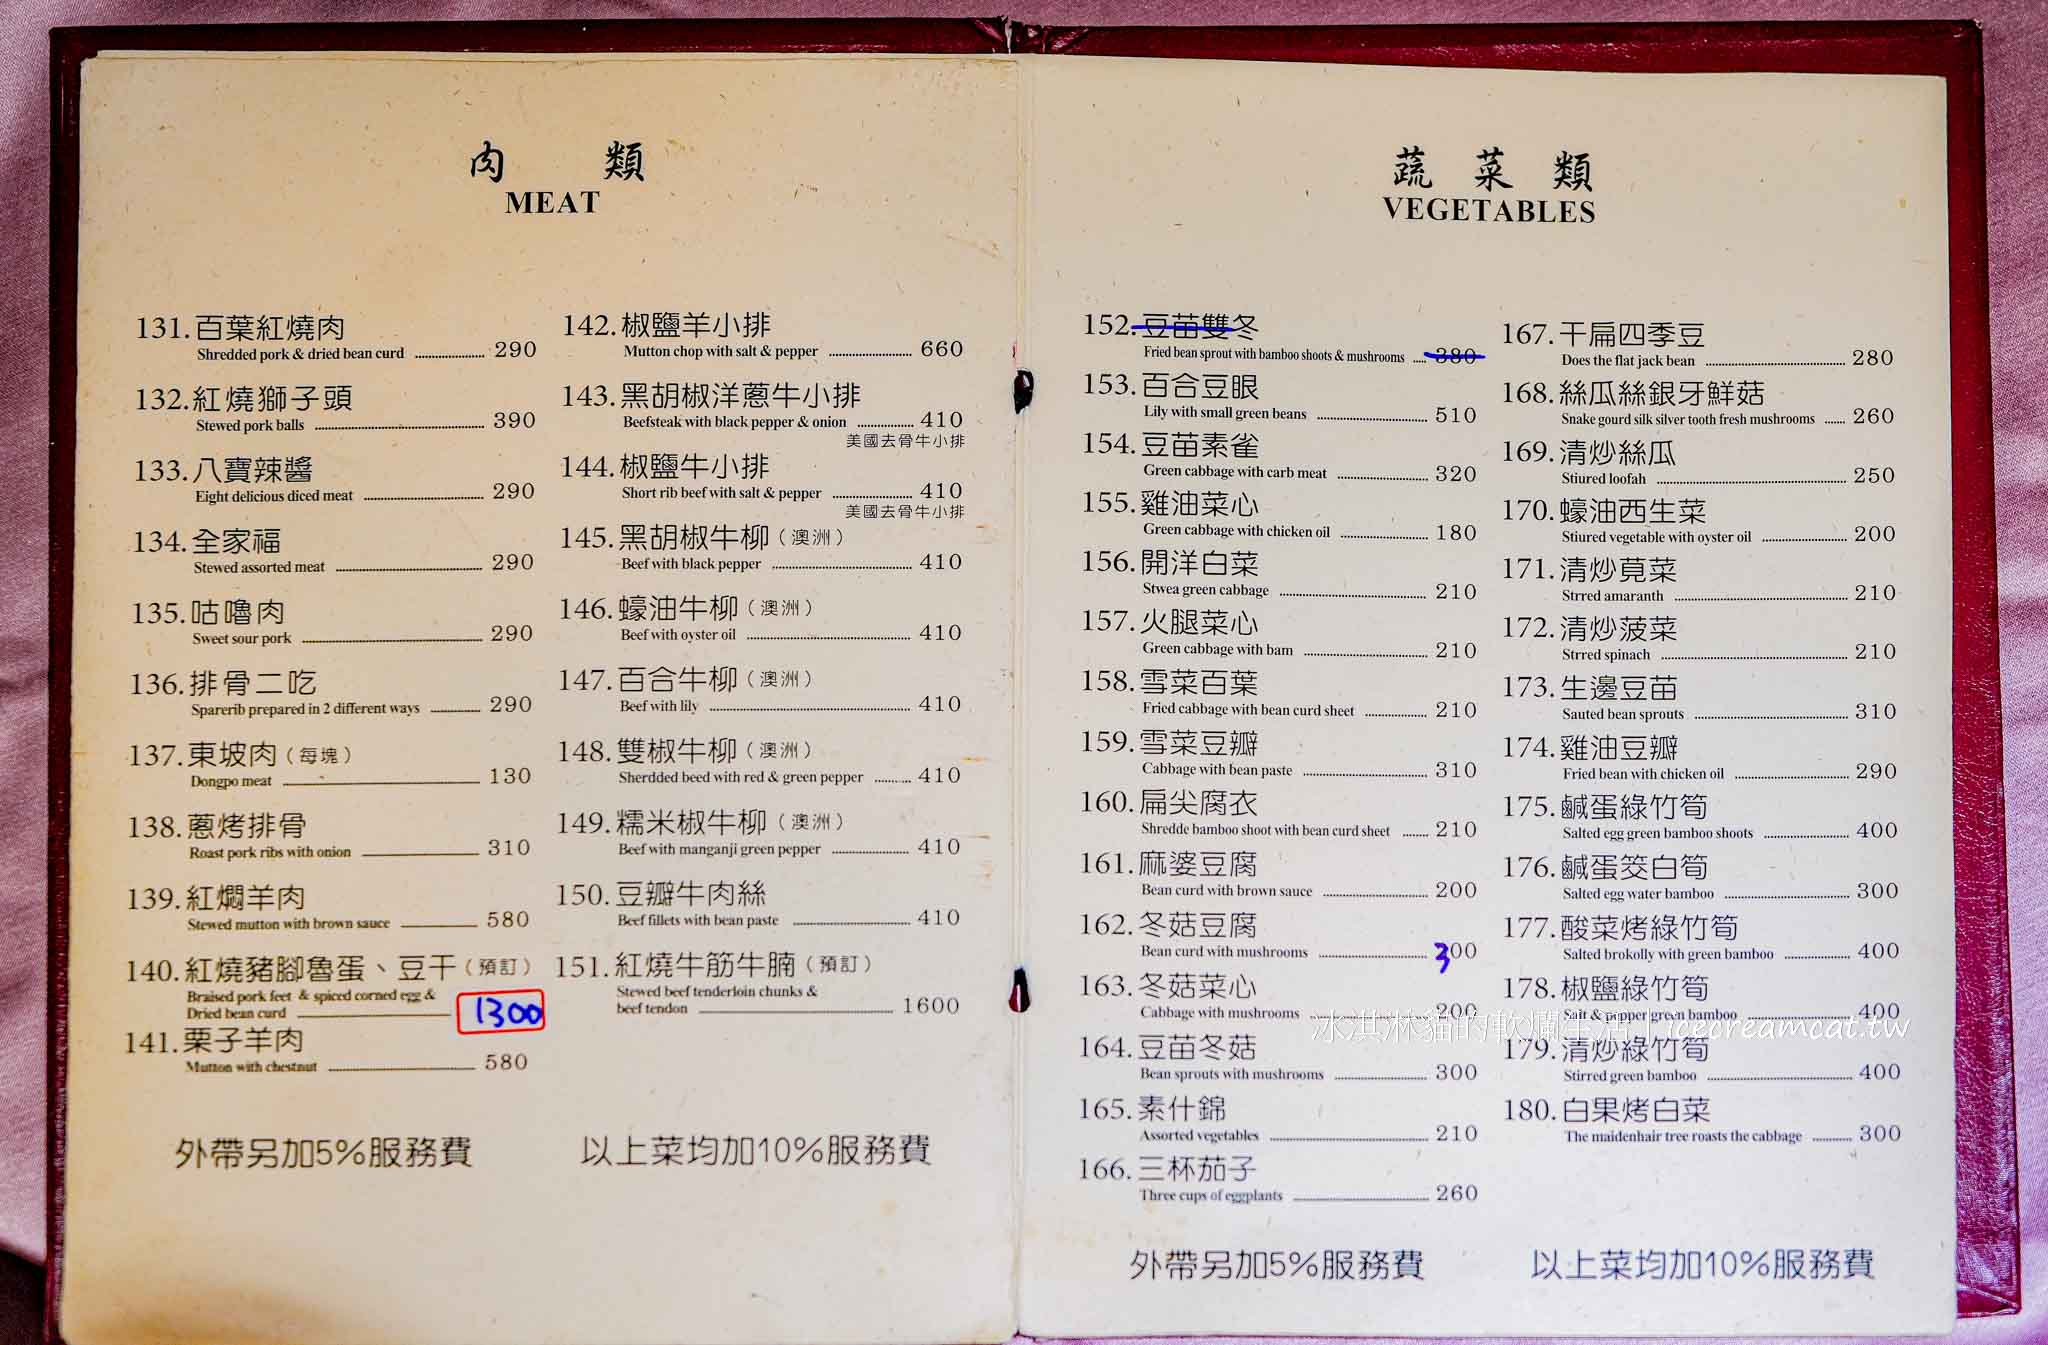 肉 類
MEAT
131.百葉紅燒肉
Shredded pork & dried bean curd 290
132.紅燒獅子頭
Stewed pork balls 390
133.八寶辣醬
Eight delicious diced meat 290
134.全家福
Stewed assorted meat 290
135.咕嚕肉
Sweet sour pork 290
136.排骨二吃
Sparerib prepared in 2 different ways 290
137.東坡肉(每塊)
Dongpo meat 130
138.蔥烤排骨
Roast pork ribs with onion 310
139.紅燜羊肉
Stewed mutton with brown sauce 580
140.紅燒豬腳魯蛋、豆干(預訂)
Braised pork feet & spiced corned egg &
Dried bean curd 1300
141.栗子羊肉
Mutton with chestnut 580
142.椒鹽羊小排
Mutton chop with salt & pepper 660
143.黑胡椒洋蔥牛小排
Beefsteak with black pepper & onion 410
美國去骨牛小排
144.椒鹽牛小排
Short rib beef with salt & pepper 410
美國去骨牛小排
145.黑胡椒牛柳(澳洲)
Beef with black pepper 410
146.蠔油牛柳(澳洲)
Beef with oyster oil 410
147.百合牛柳(澳洲)
Beef with lily 410
148.雙椒牛柳(澳洲)
Sherdded beed with red & green pepper 410
149.糯米椒牛柳(澳洲)
Beef with manganji green pepper 410
150.豆瓣牛肉絲
Beef fillets with bean paste 410
151.紅燒牛筋牛腩(預訂)
Stewed beef tenderloin chunks &
beef tendon 1600
外帶另加5%服務費
以上菜均加10%服務費
蔬 菜 類
VEGETABLES
152.豆苗雙冬
Fried bean sprout with bamboo shoots & mushrooms 380
153.百合豆眼
Lily with small green beans 510
154.豆苗素雀
Green cabbage with carb meat 320
155.雞油菜心
Green cabbage with chicken oil 180
156.開洋白菜
Stwea green cabbage 210
157.火腿菜心
Green cabbage with bam 210
158.雪菜百葉
Fried cabbage with bean curd sheet 210
159.雪菜豆瓣
Cabbage with bean paste 310
160.扁尖腐衣
Shredde bamboo shoot with bean curd sheet 210
161.麻婆豆腐
Bean curd with brown sauce 200
162.冬菇豆腐
Bean curd with mushrooms 300
163.冬菇菜心
Cabbage with mushrooms 200
164.豆苗冬菇
Bean sprouts with mushrooms 300
165.素什錦
Assorted vegetables 210
166.三杯茄子
Three cups of eggplants 260
167.干扁四季豆
Does the flat jack bean 280
168.絲瓜絲銀牙鮮菇
Snake gourd silk silver tooth fresh mushrooms 260
169.清炒絲瓜
Stiured loofah 250
170.蠔油西生菜
Stiured vegetable with oyster oil 200
171.清炒莧菜
Strred amaranth 210
172.清炒菠菜
Strred spinach 210
173.生邊豆苗
Sauted bean sprouts 310
174.雞油豆瓣
Fried bean with chicken oil 290
175.鹹蛋綠竹筍
Salted egg green bamboo shoots 400
176.鹹蛋筊白筍
Salted egg water bamboo 300
177.酸菜烤綠竹筍
Salted brokolly with green bamboo 400
178.椒鹽綠竹筍
Salt & pepper green bamboo 400
179.清炒綠竹筍
Stirred green bamboo 400
180.白果烤白菜
The maidenhair tree roasts the cabbage 300
外帶另加5%服務費
以上菜均加10%服務費
冰淇淋貓的軟爛生活 | icecreamcat.tw